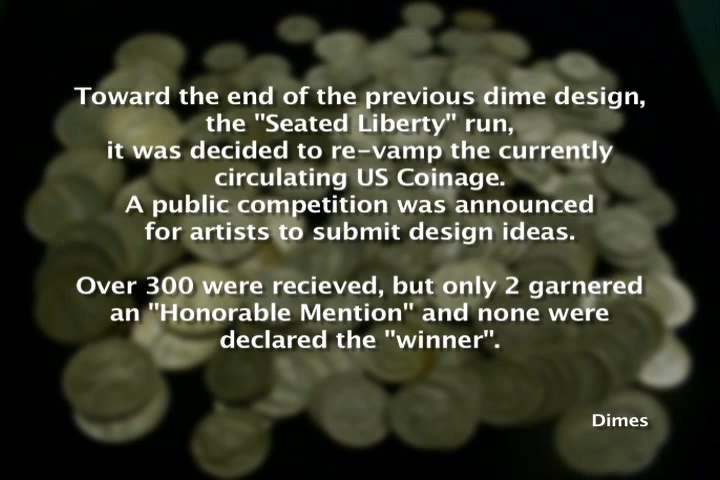 Toward the end of the previous dime design,
the "Seated Liberty" run,
it was decided to re-vamp the currently
circulating US Coinage.
A public competition was announced
for artists to submit design ideas.
Over 300 were recieved, but only 2 garnered
an "Honorable Mention" and none were
declared the "winner".
Dimes